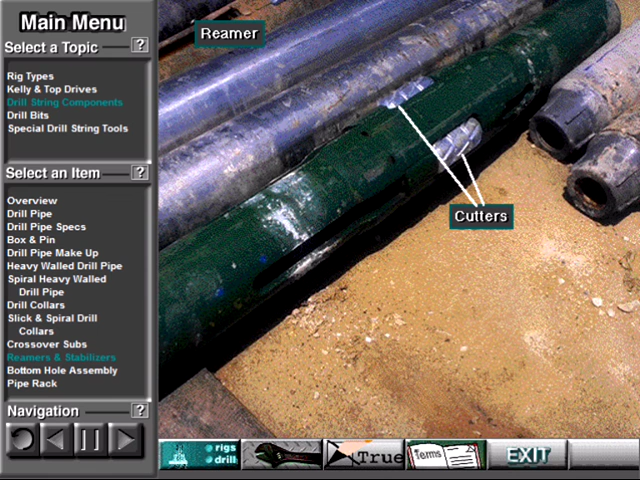 Main Menu
Select a Topic ?
Rig Types
Kelly & Top Drives
Drill String Components
Drill Bits
Special Drill String Tools
Select an Item ?
Overview
Drill Pipe
Drill Pipe Specs
Box & Pin
Drill Pipe Make Up
Heavy Walled Drill Pipe
Spiral Heavy Walled
Drill Pipe
Drill Collars
Slick & Spiral Drill
Collars
Crossover Subs
Reamers & Stabilizers
Bottom Hole Assembly
Pipe Rack
Navigation ?
Reamer
Cutters
rigs
drill
True
Terms
EXIT